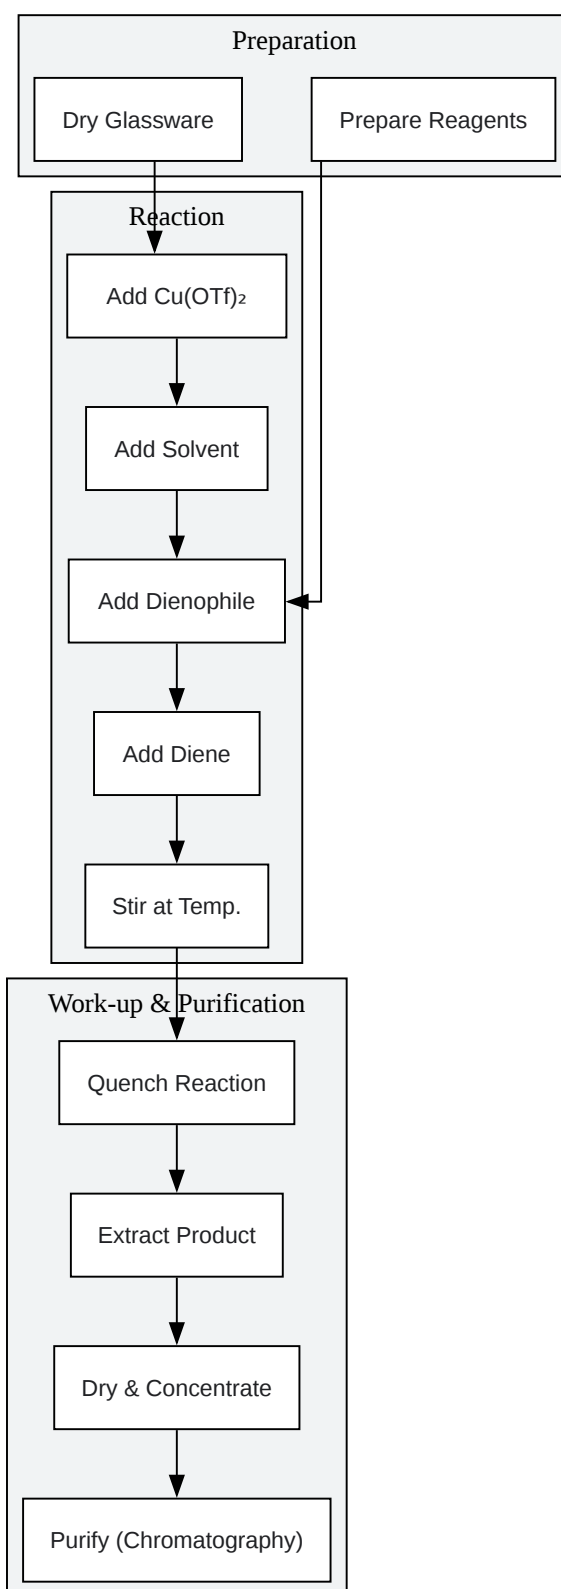 Preparation
Dry Glassware
Prepare Reagents
Reaction
Add Cu(OTf)₂
Add Solvent
Add Dienophile
Add Diene
Stir at Temp.
Work-up & Purification
Quench Reaction
Extract Product
Dry & Concentrate
Purify (Chromatography)